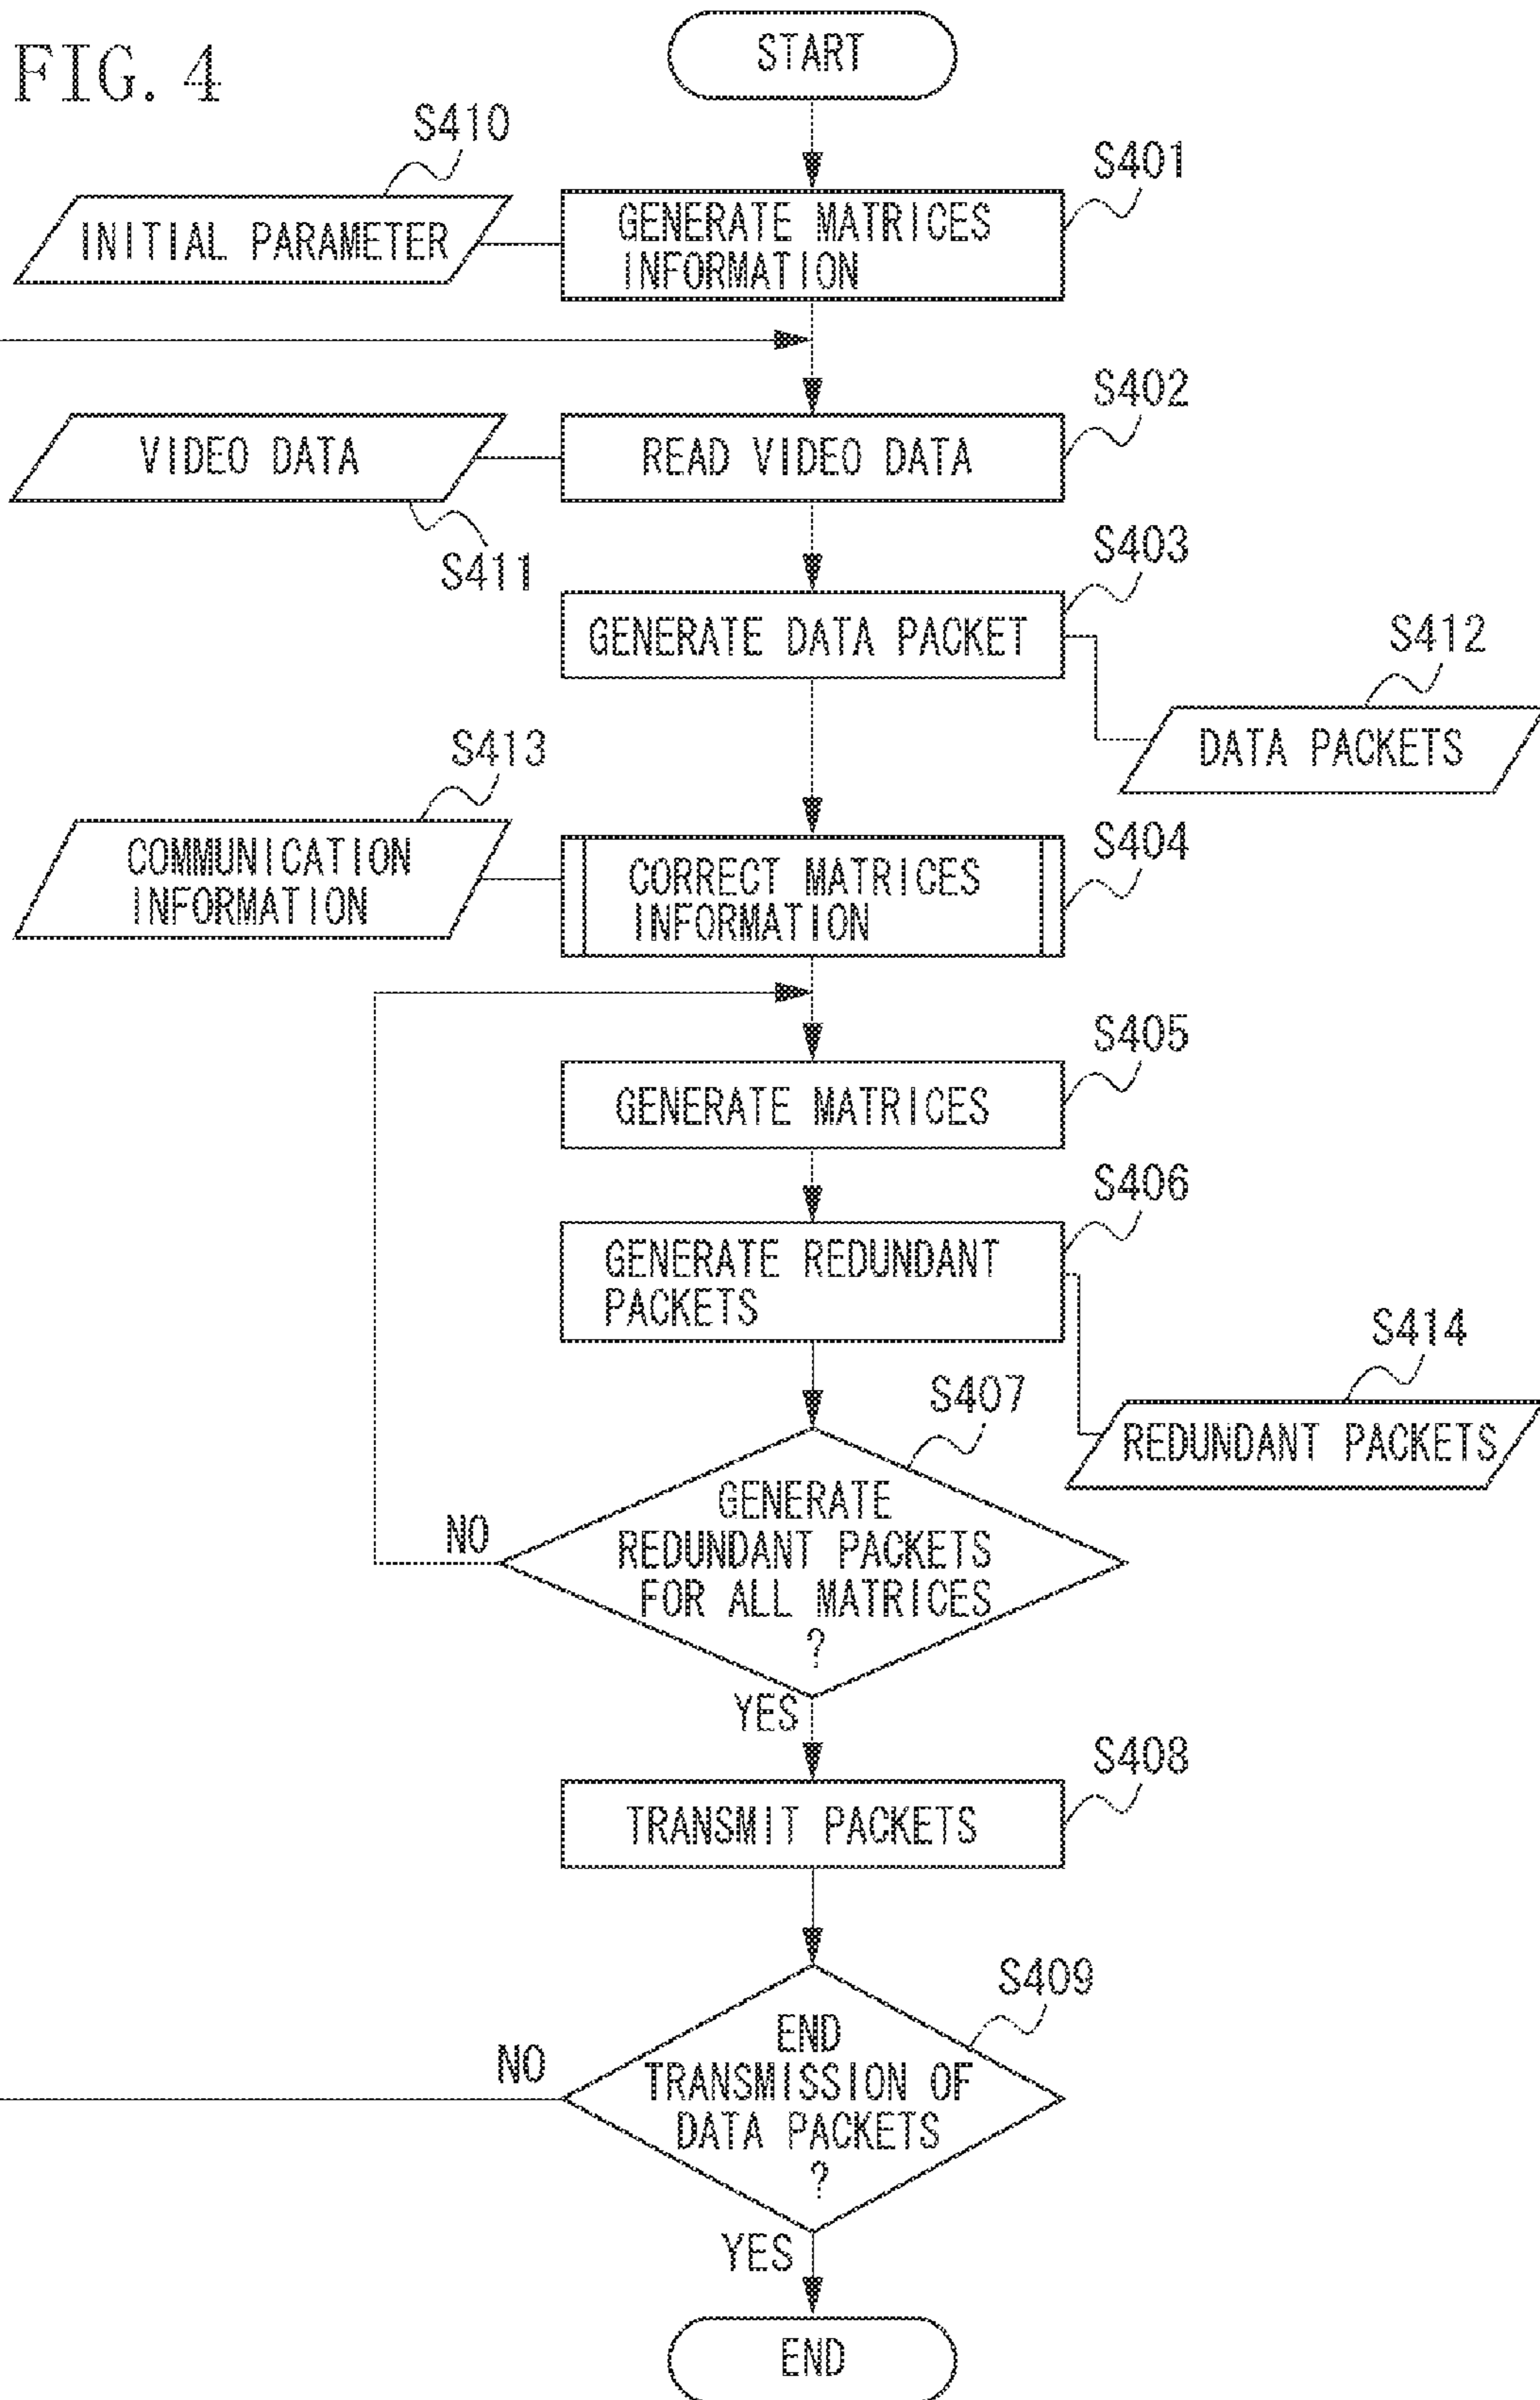 FIG. 4
START
S410
S401
INITIAL PARAMETER
GENERATE MATRICES
INFORMATION
S402
VIDEO DATA
READ VIDEO DATA
S411
S403
GENERATE DATA PACKET
S412
DATA PACKETS
S413
COMMUNICATION
INFORMATION
S404
CORRECT MATRICES
INFORMATION
S405
GENERATE MATRICES
S406
GENERATE REDUNDANT
PACKETS
S414
REDUNDANT PACKETS
S407
GENERATE
REDUNDANT PACKETS
FOR ALL MATRICES
?
NO
YES
S408
TRANSMIT PACKETS
S409
END
TRANSMISSION OF
DATA PACKETS
?
NO
YES
END